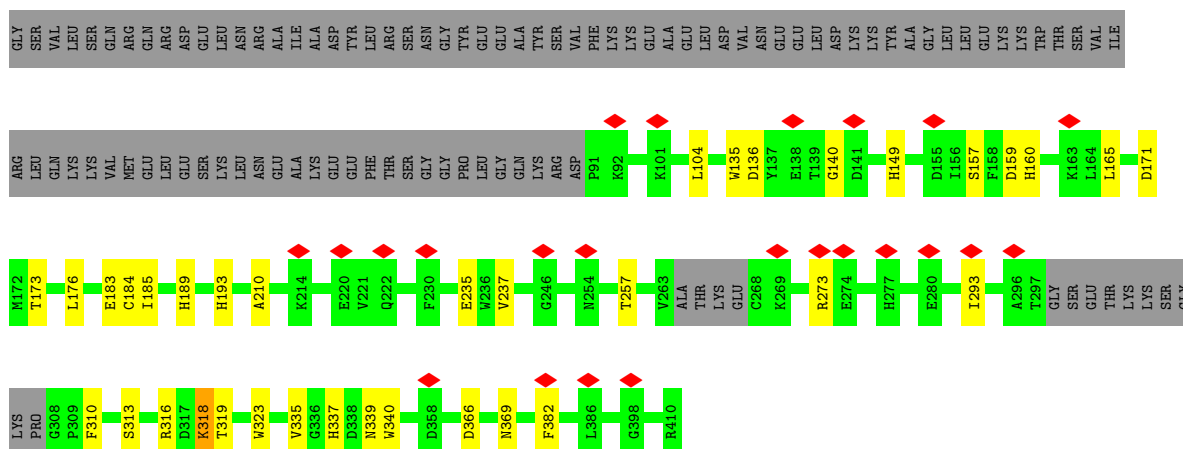 GLY SER VAL LEU SER GLN ARG GLN ARG ASP GLU LEU ASN ARG ALA ILE ALA ASP TYR LEU ARG SER ASN GLY TYR GLU GLU ALA TYR SER VAL PHE LYS LYS GLU ALA GLU LEU ASP VAL ASN GLU GLU LEU ASP LYS LYS TYR ALA GLY LEU LEU GLU LYS LYS TRP THR SER VAL ILE
ARG LEU GLN LYS LYS VAL MET GLU LEU GLU SER LYS LEU ASN GLU ALA LYS GLU GLU PHE THR SER GLY GLY PRO LEU GLY GLN LYS ARG ASP P91 K92 K101 L104 W135 D136 Y137 E138 T139 G140 D141 H149 D155 I156 S157 F158 D159 H160 K163 L164 L165 D171
M172 T173 L176 E183 C184 I185 H189 H193 A210 K214 E220 V221 Q222 F230 E235 W236 V237 G246 N254 T257 V263 ALA THR LYS GLU C268 K269 R273 E274 H277 E280 I293 A296 T297 GLY SER GLU THR LYS LYS SER GLY
LYS PRO G308 P309 F310 S313 R316 D317 K318 T319 W323 V335 G336 H337 D338 N339 W340 D358 D366 N369 F382 L386 G398 R410